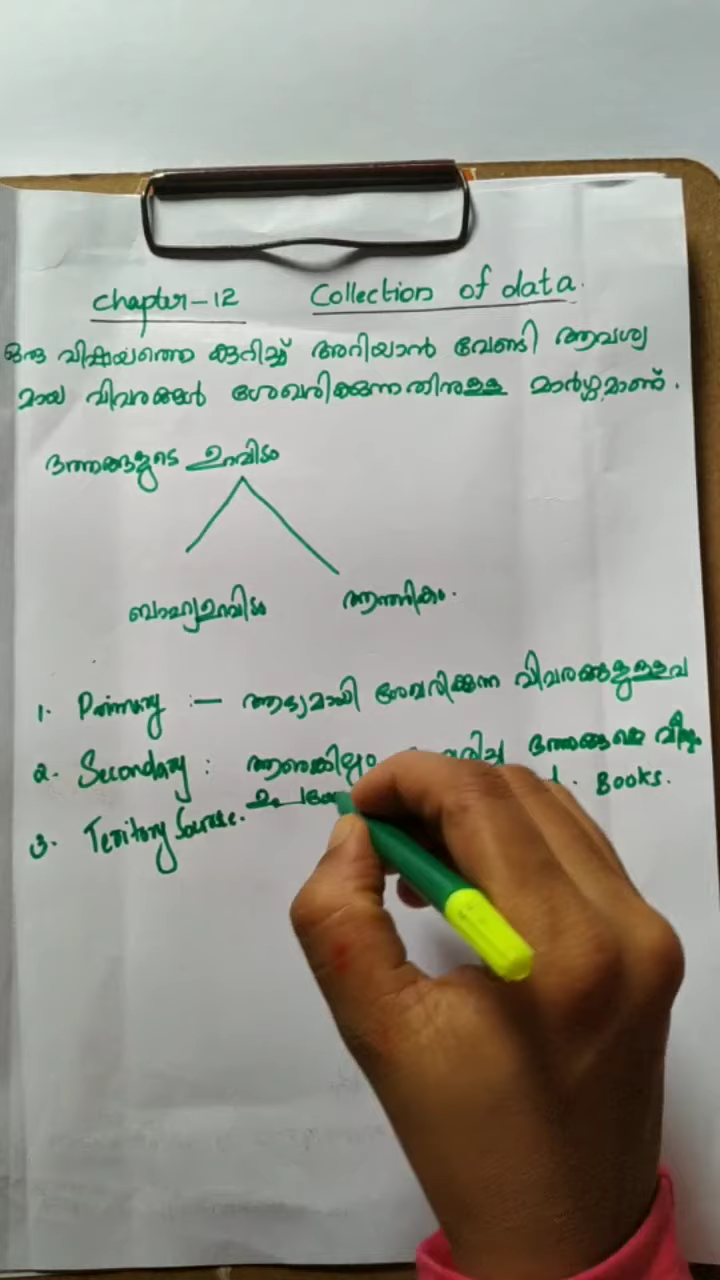 Chapter-12 Collection of data.
ഒരു വിഷയത്തെ കുറിച്ച് അറിയാൻ വേണ്ടി ആവശ്യ
മായ വിവരങ്ങൾ ശേഖരിക്കുന്നതിനുള്ള മാർഗ്ഗമാണ്.
ദത്തങ്ങളുടെ ഉറവിടം
ബാഹ്യഉറവിടം ആന്തരികം.
1. Primary :— ആദ്യമായി ശേഖരിക്കുന്ന വിവരങ്ങളുള്ളവ
2. Secondary : ആരെങ്കിലും ദത്തങ്ങളെ വീണ്ടും
Books.
3. Teritory Source.